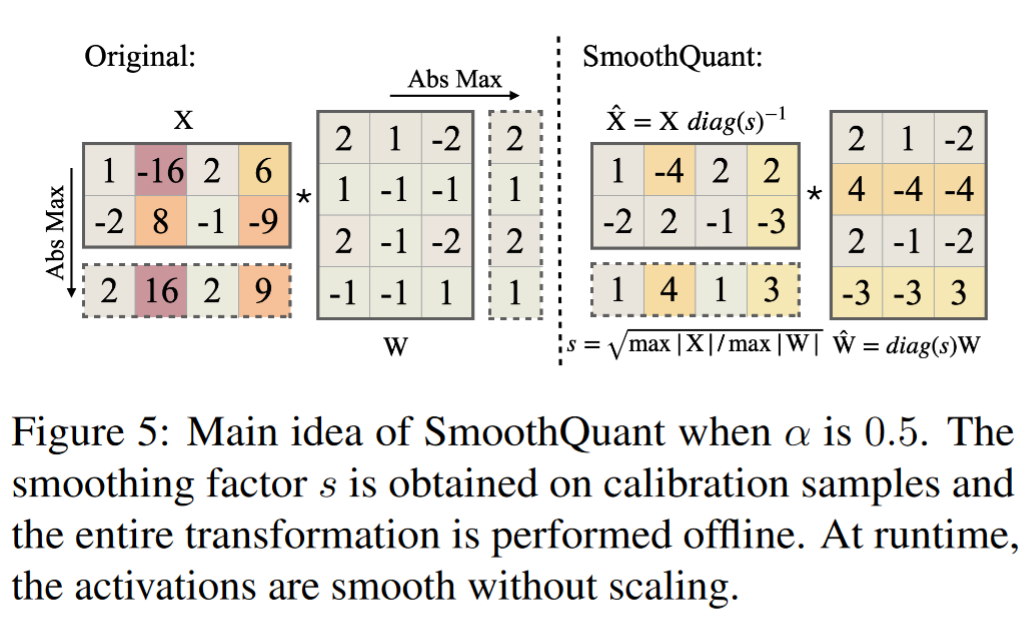 Original:
SmoothQuant:
Abs Max
X
X̂ = X diag(s)⁻¹
Abs Max
1 -16 2 6
-2 8 -1 -9
2 16 2 9
*
2 1 -2
1 -1 -1
2 -1 -2
-1 -1 1
2
1
2
1
W
1 -4 2 2
-2 2 -1 -3
1 4 1 3
*
2 1 -2
4 -4 -4
2 -1 -2
-3 -3 3
s = √max |X| / max |W|
Ŵ = diag(s)W
Figure 5: Main idea of SmoothQuant when α is 0.5. The
smoothing factor s is obtained on calibration samples and
the entire transformation is performed offline. At runtime,
the activations are smooth without scaling.